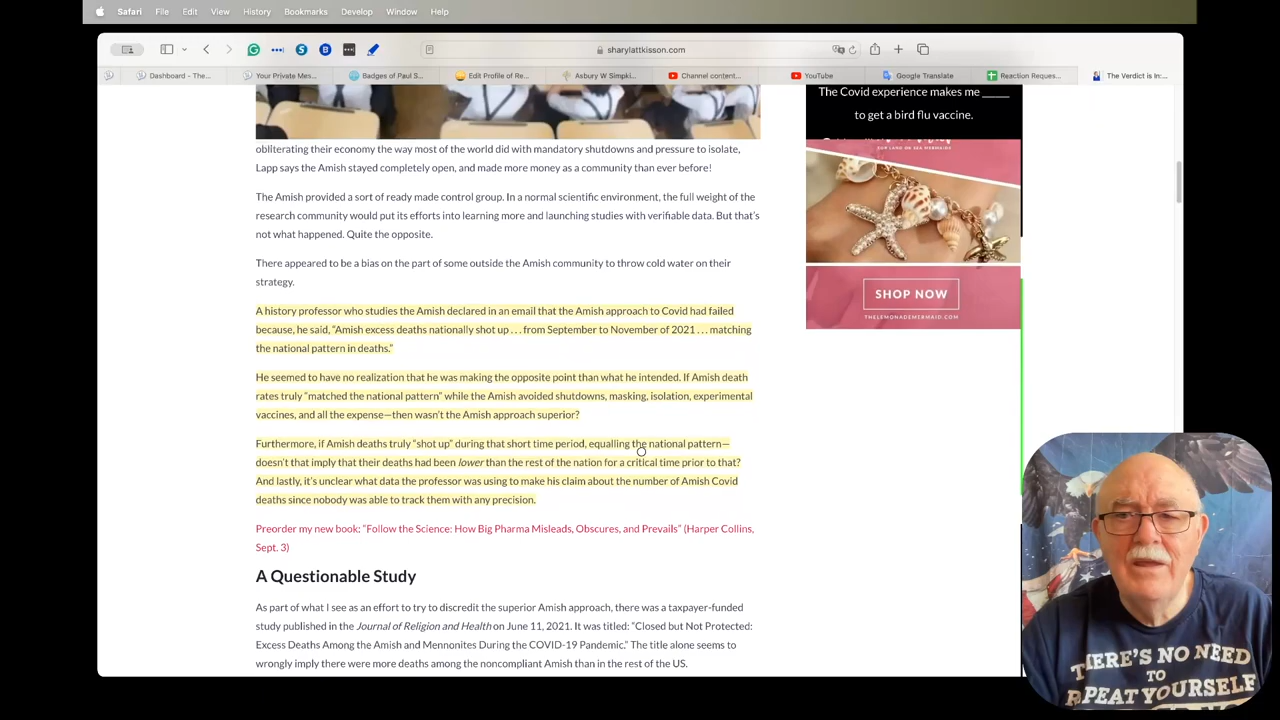 Safari File Edit View History Bookmarks Develop Window Help
sharylattkisson.com
Dashboard - The...
Your Private Mes...
Badges of Paul S...
Edit Profile of Re...
Asbury W Simpki...
Channel content...
YouTube
Google Translate
Reaction Reques...
The Verdict is In:...
obliterating their economy the way most of the world did with mandatory shutdowns and pressure to isolate,
Lapp says the Amish stayed completely open, and made more money as a community than ever before!
The Amish provided a sort of ready made control group. In a normal scientific environment, the full weight of the
research community would put its efforts into learning more and launching studies with verifiable data. But that's
not what happened. Quite the opposite.
There appeared to be a bias on the part of some outside the Amish community to throw cold water on their
strategy.
A history professor who studies the Amish declared in an email that the Amish approach to Covid had failed
because, he said, “Amish excess deaths nationally shot up . . . from September to November of 2021 . . . matching
the national pattern in deaths.”
He seemed to have no realization that he was making the opposite point than what he intended. If Amish death
rates truly “matched the national pattern” while the Amish avoided shutdowns, masking, isolation, experimental
vaccines, and all the expense—then wasn't the Amish approach superior?
Furthermore, if Amish deaths truly “shot up” during that short time period, equalling the national pattern—
doesn't that imply that their deaths had been lower than the rest of the nation for a critical time prior to that?
And lastly, it's unclear what data the professor was using to make his claim about the number of Amish Covid
deaths since nobody was able to track them with any precision.
Preorder my new book: “Follow the Science: How Big Pharma Misleads, Obscures, and Prevails” (Harper Collins,
Sept. 3)
A Questionable Study
As part of what I see as an effort to try to discredit the superior Amish approach, there was a taxpayer-funded
study published in the Journal of Religion and Health on June 11, 2021. It was titled: “Closed but Not Protected:
Excess Deaths Among the Amish and Mennonites During the COVID-19 Pandemic.” The title alone seems to
wrongly imply there were more deaths among the noncompliant Amish than in the rest of the US.
The Covid experience makes me _____
to get a bird flu vaccine.
FOR LAND OR SEA MERMAIDS
SHOP NOW
THELEMONADEMERMAID.COM
THERE'S NO NEED
TO
REPEAT YOURSELF